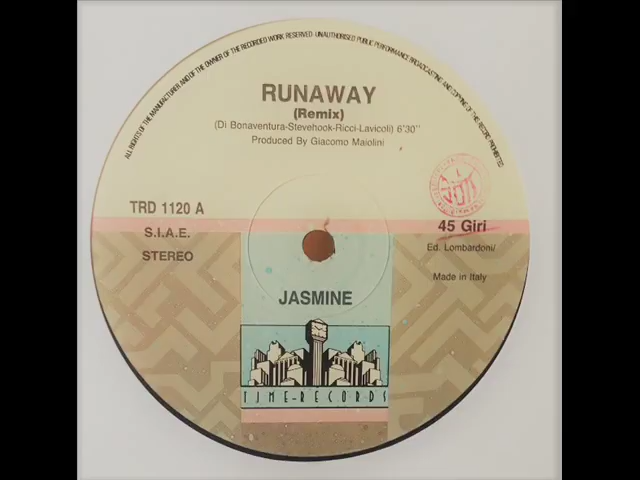 ALL RIGHTS OF THE MANUFACTURER AND OF THE OWNER OF THE RECORDED WORK RESERVED UNAUTHORISED PUBLIC PERFORMANCE BROADCASTING AND COPYING OF THIS RECORD PROHIBITED
RUNAWAY
(Remix)
(Di Bonaventura-Stevehook-Ricci-Lavicoli) 6'30''
Produced By Giacomo Maiolini
TRD 1120 A
S.I.A.E.
STEREO
45 Giri
Ed. Lombardoni/
Made in Italy
JASMINE
TIME-RECORDS